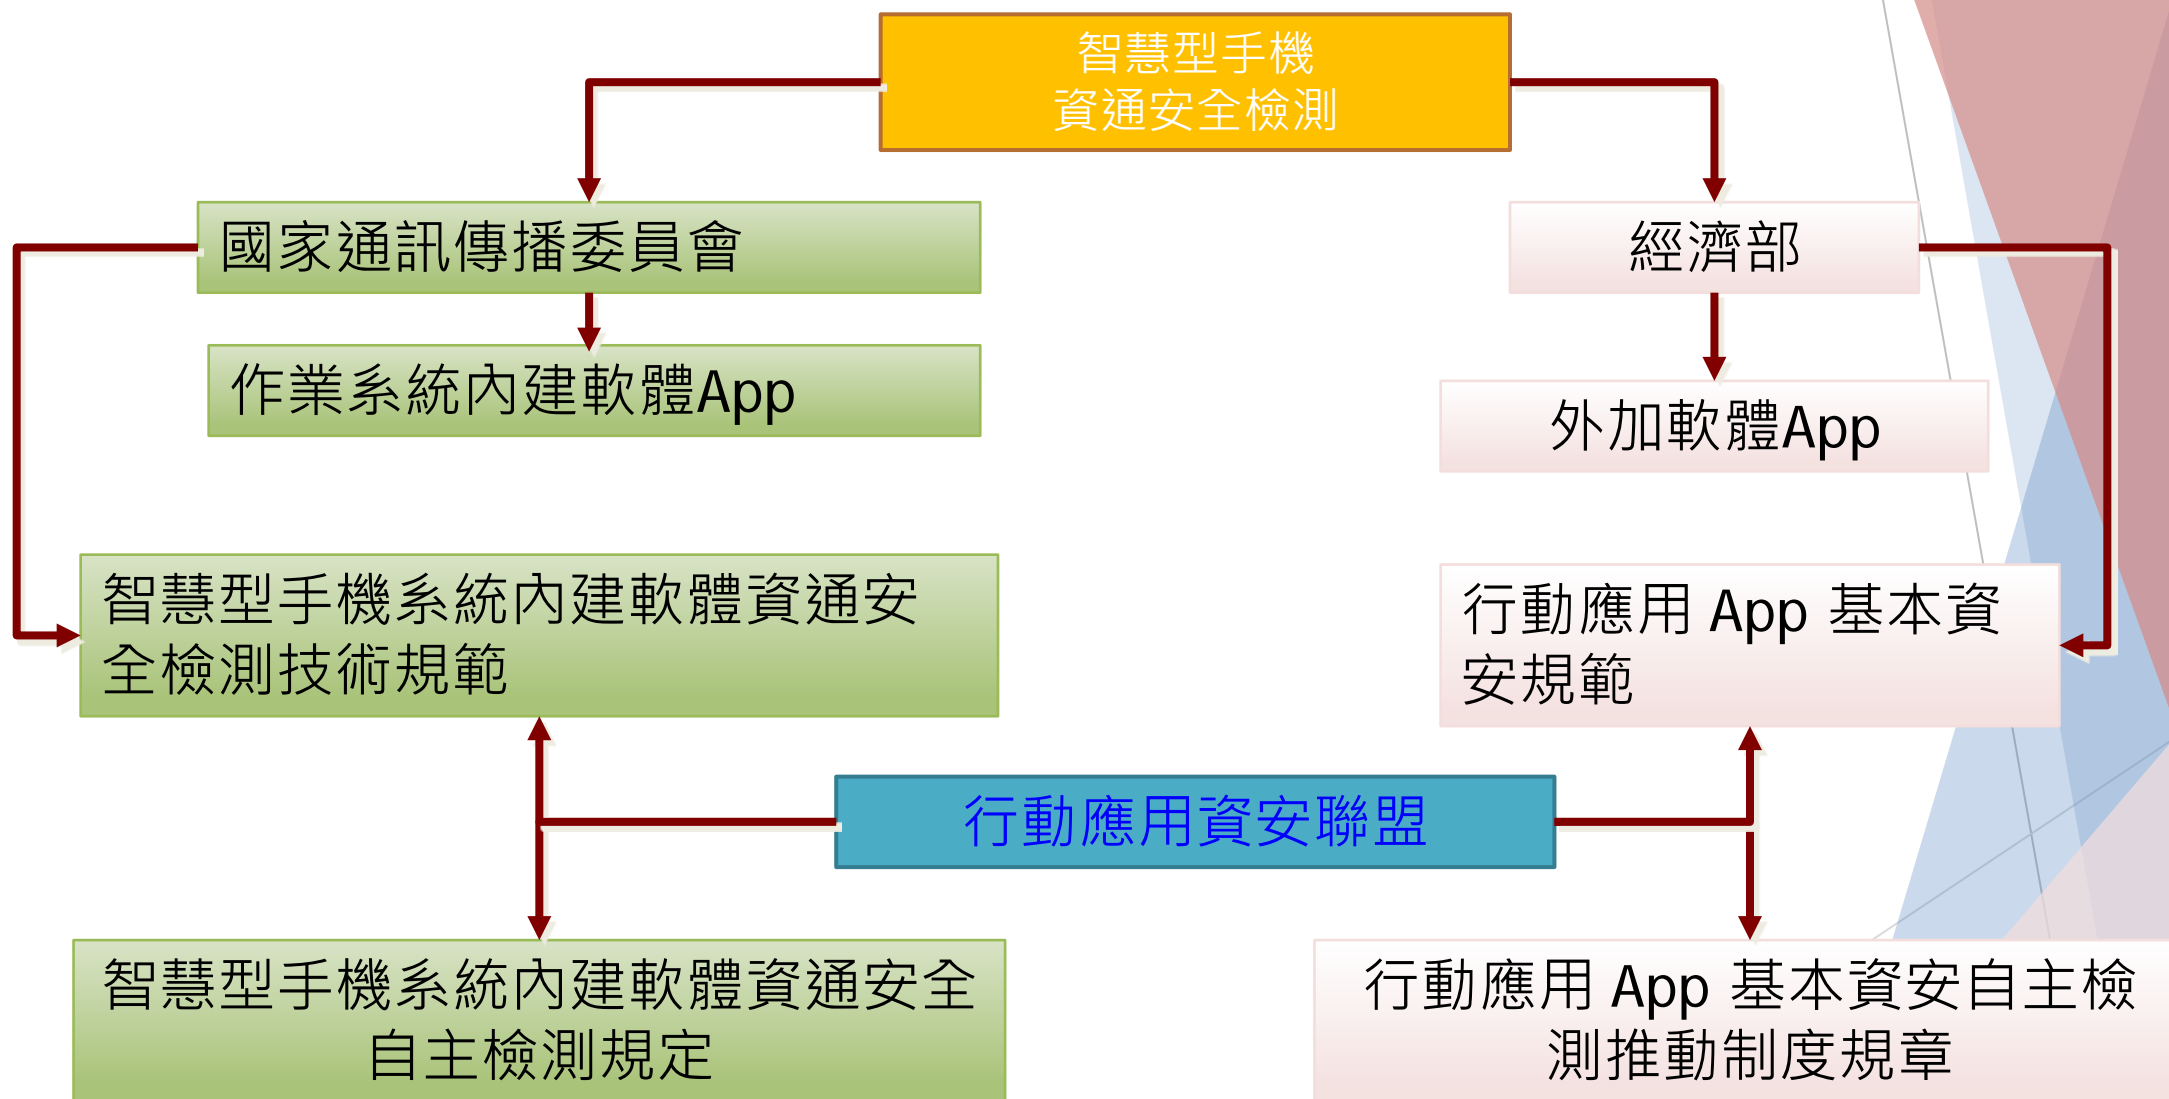 智慧型手機
資通安全檢測
國家通訊傳播委員會
經濟部
作業系統內建軟體App
外加軟體App
智慧型手機系統內建軟體資通安
全檢測技術規範
行動應用 App 基本資
安規範
行動應用資安聯盟
智慧型手機系統內建軟體資通安全
自主檢測規定
行動應用 App 基本資安自主檢
測推動制度規章